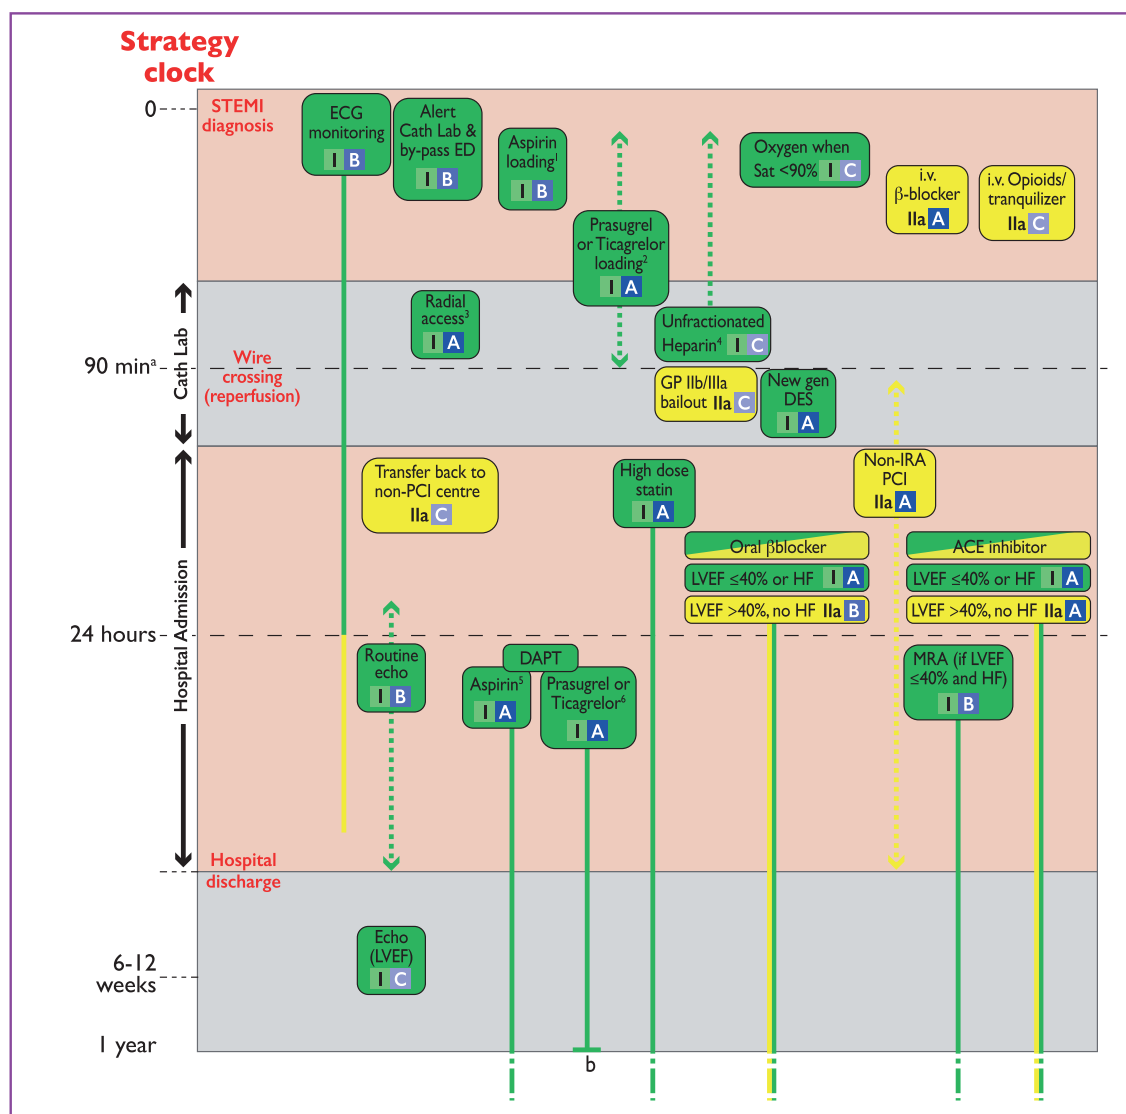 Strategy
clock
0
STEMI
diagnosis
ECG
monitoring
I B
Alert
Cath Lab &
by-pass ED
I B
Aspirin
loading¹
I B
Prasugrel
or Ticagrelor
loading²
I A
Oxygen when
Sat <90% I C
i.v.
β-blocker
IIa A
i.v. Opioids/
tranquilizer
IIa C
Cath Lab
90 minᵃ
Wire
crossing
(reperfusion)
Radial
access³
I A
Unfractionated
Heparin⁴ I C
GP IIb/IIIa
bailout IIa C
New gen
DES
I A
Hospital Admission
24 hours
Transfer back to
non-PCI centre
IIa C
High dose
statin
I A
Non-IRA
PCI
IIa A
Oral βblocker
LVEF ≤40% or HF I A
LVEF >40%, no HF IIa B
ACE inhibitor
LVEF ≤40% or HF I A
LVEF >40%, no HF IIa A
Routine
echo
I B
DAPT
Aspirin⁵
I A
Prasugrel or
Ticagrelor⁶
I A
MRA (if LVEF
≤40% and HF)
I B
Hospital
discharge
6-12
weeks
Echo
(LVEF)
I C
1 year
b